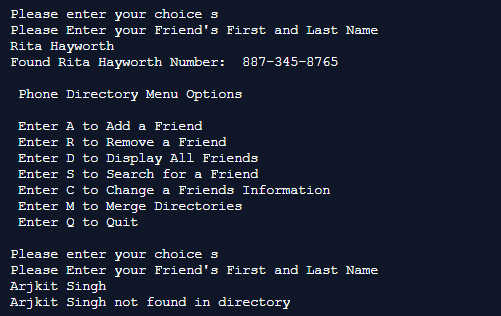 Please enter your choice s
Please Enter your Friend's First and Last Name
Rita Hayworth
Found Rita Hayworth Number:  887-345-8765
Phone Directory Menu Options
Enter A to Add a Friend
Enter R to Remove a Friend
Enter D to Display All Friends
Enter S to Search for a Friend
Enter C to Change a Friends Information
Enter M to Merge Directories
Enter Q to Quit
Please enter your choice s
Please Enter your Friend's First and Last Name
Arjkit Singh
Arjkit Singh not found in directory